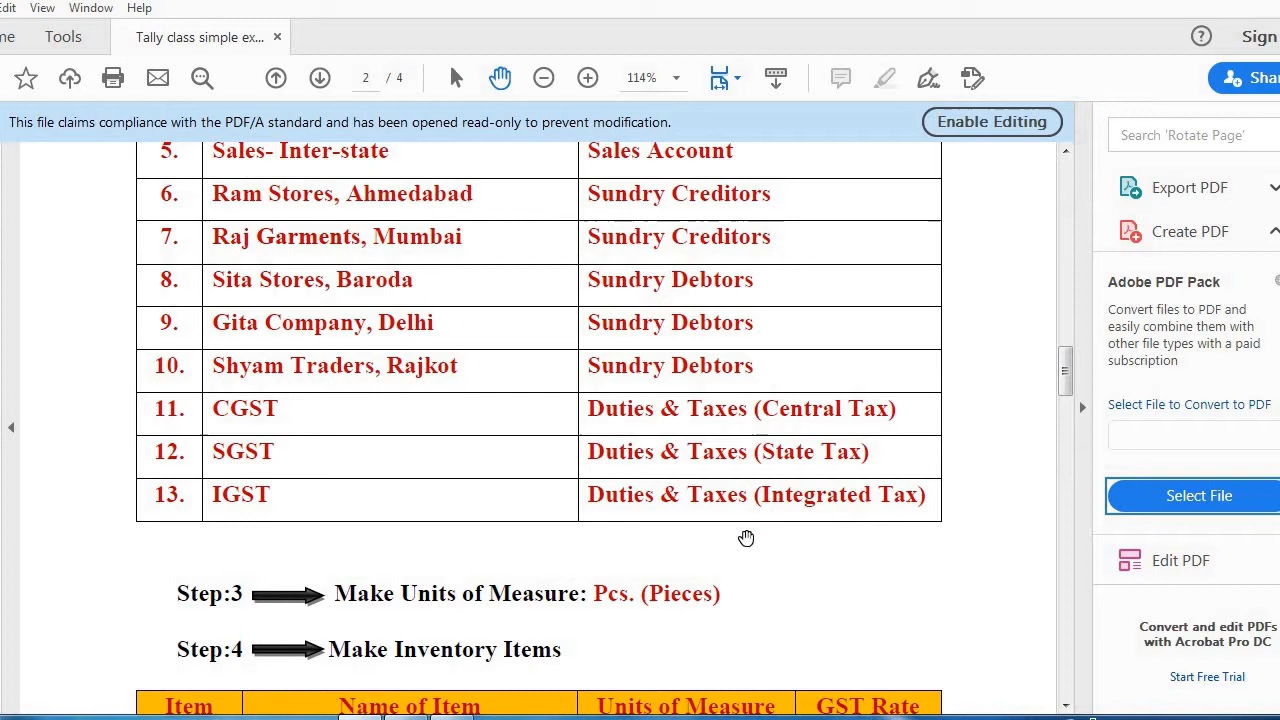 Edit View Window Help
me Tools Tally class simple ex... × Sign
2 / 4 114% Shar
This file claims compliance with the PDF/A standard and has been opened read-only to prevent modification. Enable Editing
Search 'Rotate Page'
5. Sales- Inter-state Sales Account
6. Ram Stores, Ahmedabad Sundry Creditors
7. Raj Garments, Mumbai Sundry Creditors
8. Sita Stores, Baroda Sundry Debtors
9. Gita Company, Delhi Sundry Debtors
10. Shyam Traders, Rajkot Sundry Debtors
11. CGST Duties & Taxes (Central Tax)
12. SGST Duties & Taxes (State Tax)
13. IGST Duties & Taxes (Integrated Tax)
Step:3 Make Units of Measure: Pcs. (Pieces)
Step:4 Make Inventory Items
Item Name of Item Units of Measure GST Rate
Export PDF
Create PDF
Adobe PDF Pack
Convert files to PDF and
easily combine them with
other file types with a paid
subscription
Select File to Convert to PDF
Select File
Edit PDF
Convert and edit PDFs
with Acrobat Pro DC
Start Free Trial